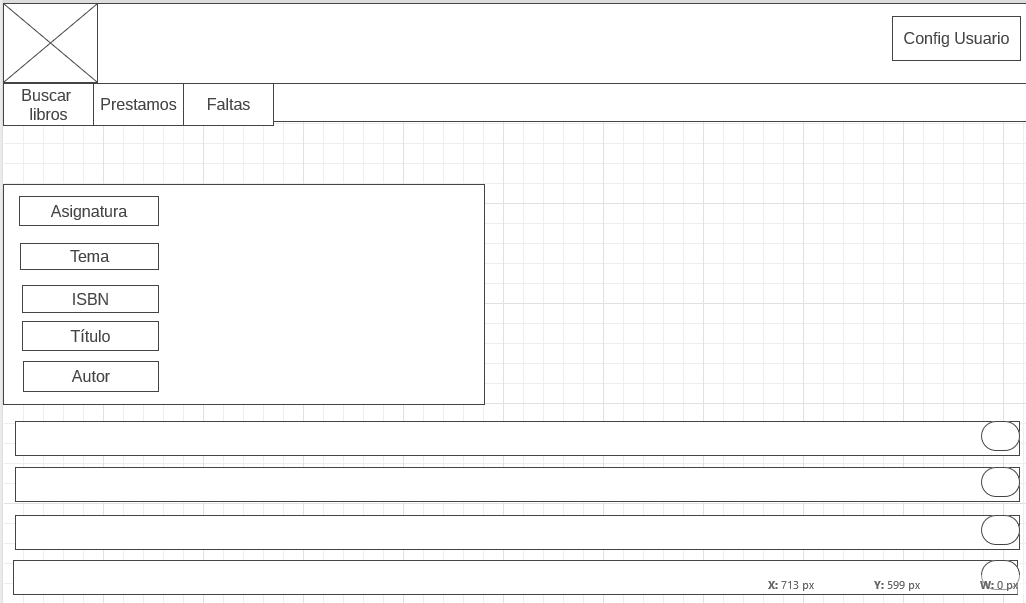 Config Usuario
Buscar
libros
Prestamos
Faltas
Asignatura
Tema
ISBN
Título
Autor
X: 713 px
Y: 599 px
W: 0 px